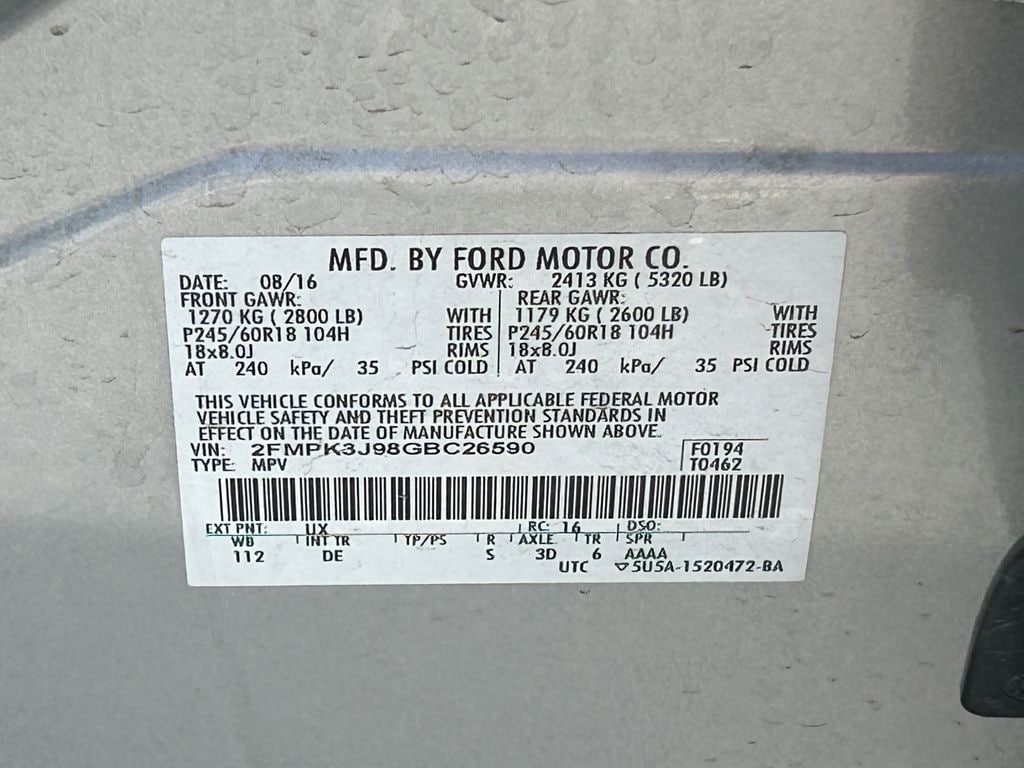 MFD. BY FORD MOTOR CO.
DATE: 08/16 GVWR: 2413 KG ( 5320 LB)
FRONT GAWR: REAR GAWR:
1270 KG ( 2800 LB) WITH 1179 KG ( 2600 LB) WITH
P245/60R18 104H TIRES P245/60R18 104H TIRES
18x8.0J RIMS 18x8.0J RIMS
AT 240 kPa/ 35 PSI COLD AT 240 kPa/ 35 PSI COLD
THIS VEHICLE CONFORMS TO ALL APPLICABLE FEDERAL MOTOR
VEHICLE SAFETY AND THEFT PREVENTION STANDARDS IN
EFFECT ON THE DATE OF MANUFACTURE SHOWN ABOVE.
VIN: 2FMPK3J98GBC26590 F0194
TYPE: MPV T0462
EXT PNT: UX RC: 16 DSO:
WB INT TR TP/PS R AXLE TR SPR
112 DE S 3D 6 AAAA
UTC ▽5U5A-1520472-BA